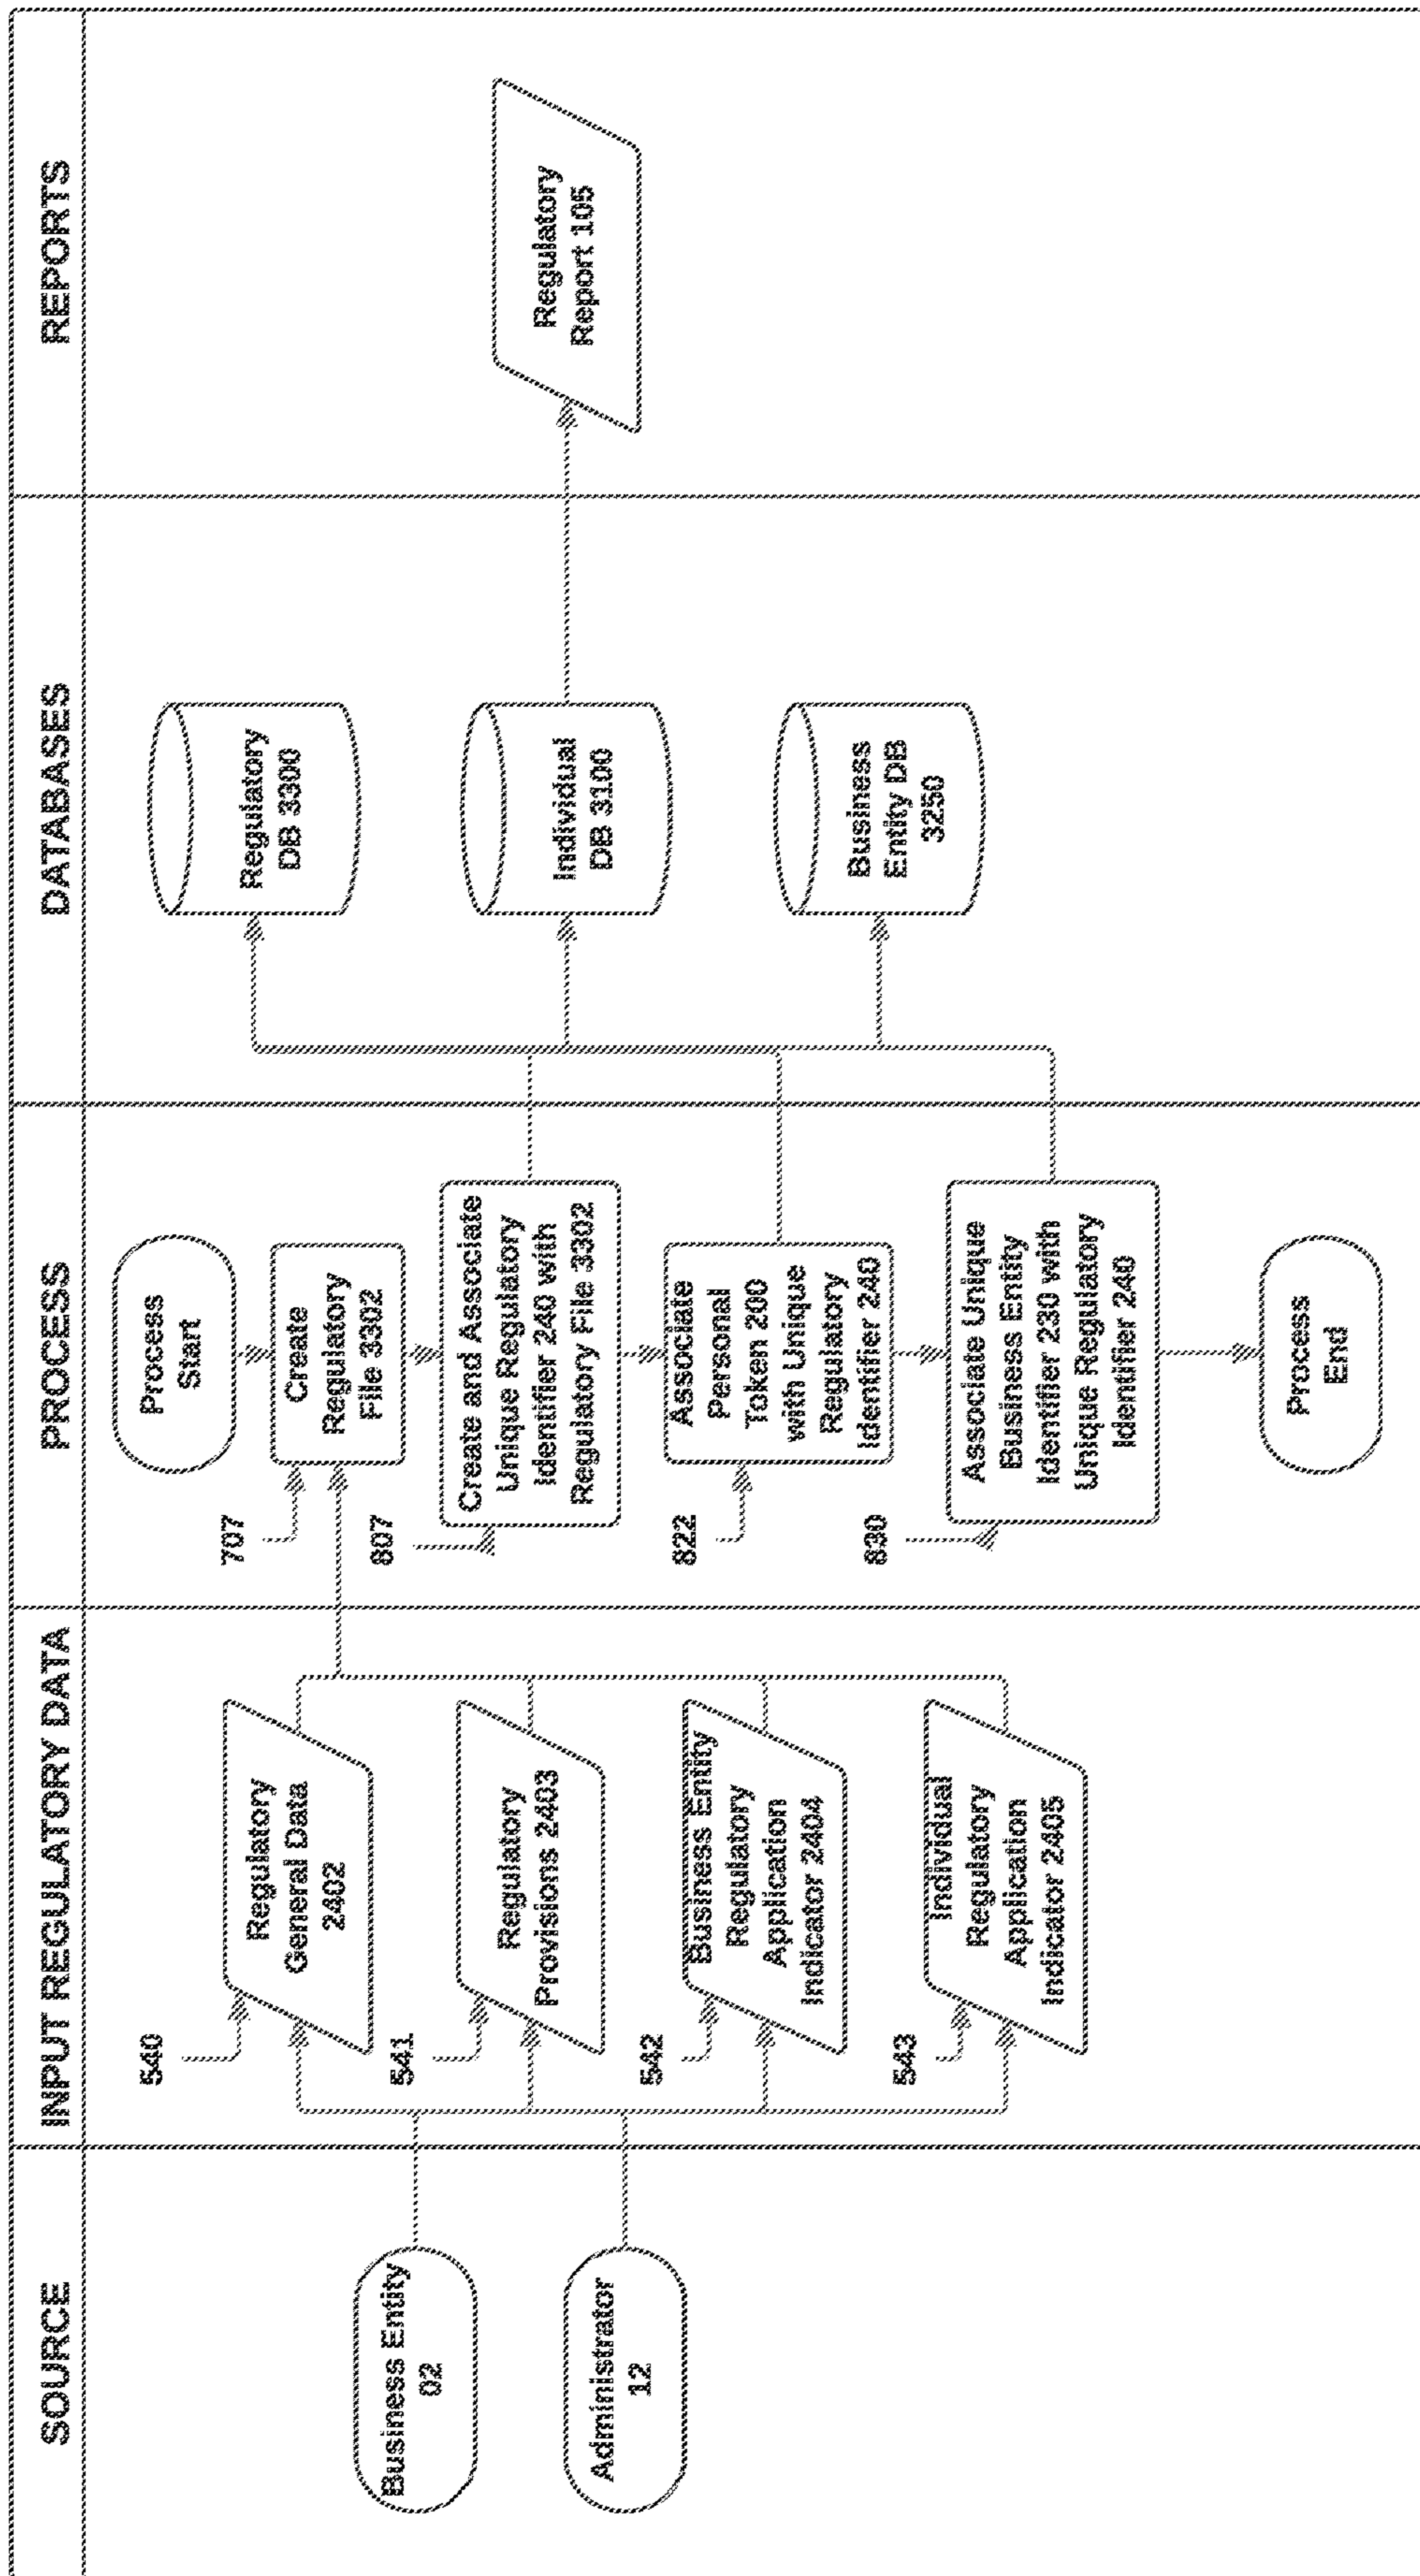 SOURCE
INPUT REGULATORY DATA
PROCESS
DATABASES
REPORTS
Business Entity
02
Administrator
12
540
Regulatory
General Data
2402
541
Regulatory
Provisions 2403
542
Business Entity
Regulatory
Application
Indicator 2404
543
Individual
Regulatory
Application
Indicator 2405
Process
Start
707
Create
Regulatory
File 3302
807
Create and Associate
Unique Regulatory
Identifier 240 with
Regulatory File 3302
822
Associate
Personal
Token 200
with Unique
Regulatory
Identifier 240
830
Associate Unique
Business Entity
Identifier 230 with
Unique Regulatory
Identifier 240
Process
End
Regulatory
DB 3300
Individual
DB 3100
Business
Entity DB
3250
Regulatory
Report 105